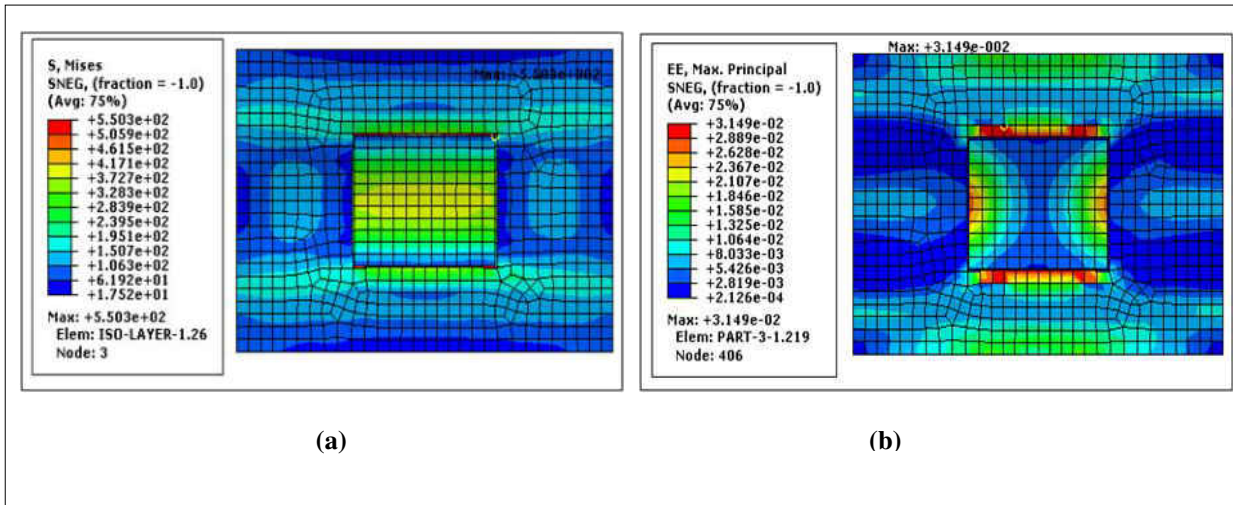 S, Mises
SNEG, (fraction = -1.0)
(Avg: 75%)
+5.503e+02
+5.059e+02
+4.615e+02
+4.171e+02
+3.727e+02
+3.283e+02
+2.839e+02
+2.395e+02
+1.951e+02
+1.507e+02
+1.063e+02
+6.192e+01
+1.752e+01
Max: +5.503e+02
Elem: ISO-LAYER-1.26
Node: 3
Max: +5.503e+002
EE, Max. Principal
SNEG, (fraction = -1.0)
(Avg: 75%)
+3.149e-02
+2.889e-02
+2.628e-02
+2.367e-02
+2.107e-02
+1.846e-02
+1.585e-02
+1.325e-02
+1.064e-02
+8.033e-03
+5.426e-03
+2.819e-03
+2.126e-04
Max: +3.149e-02
Elem: PART-3-1.219
Node: 406
Max: +3.149e-002
(a)
(b)